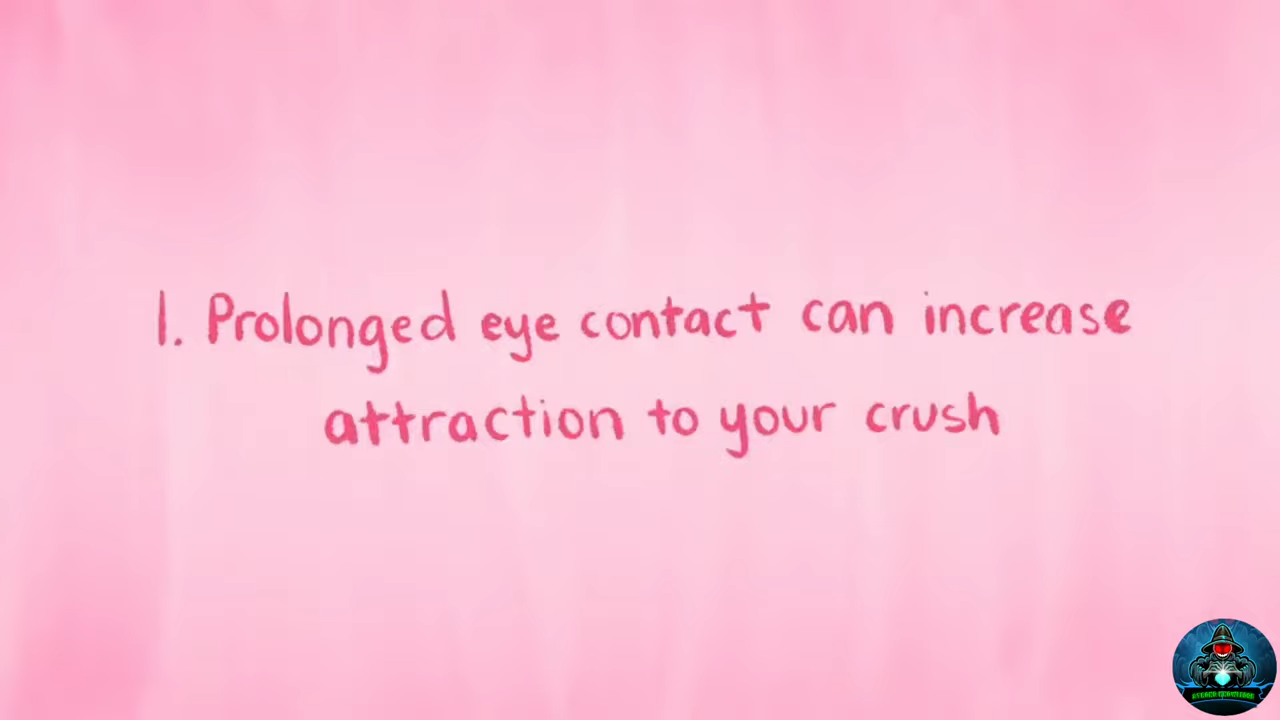 1. Prolonged eye contact can increase
attraction to your crush